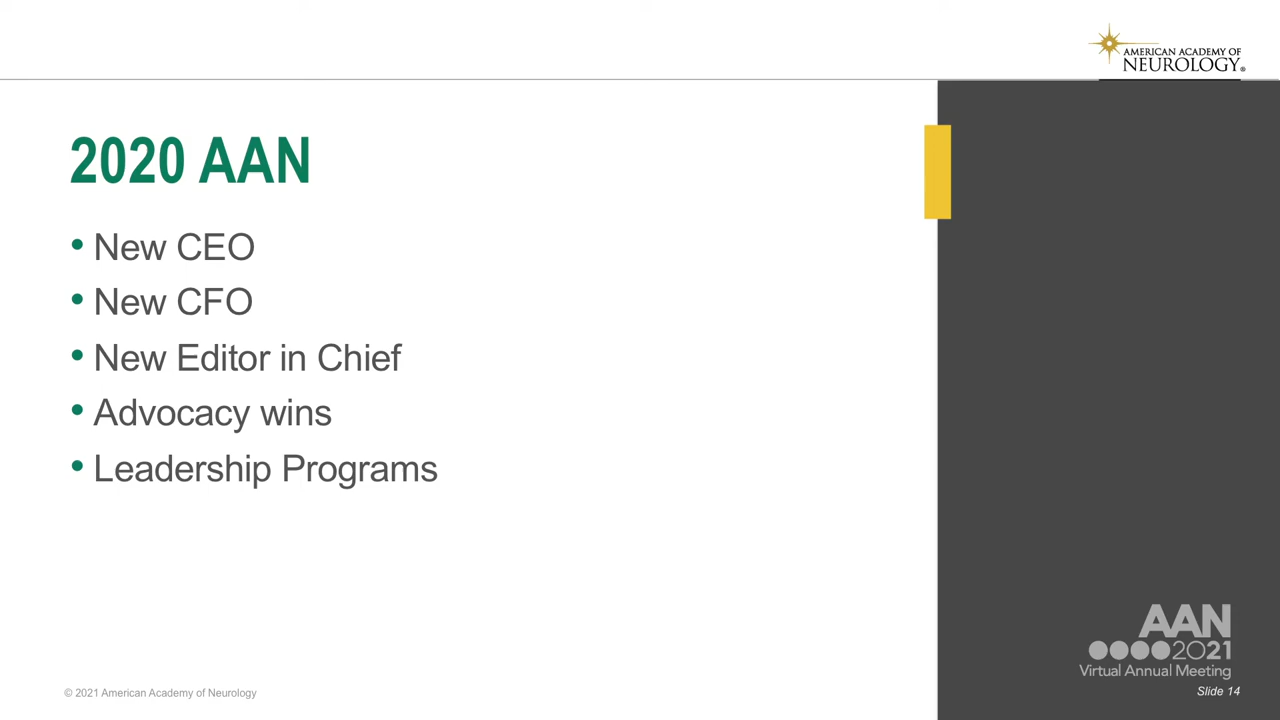 AMERICAN ACADEMY OF
NEUROLOGY®
2020 AAN
• New CEO
• New CFO
• New Editor in Chief
• Advocacy wins
• Leadership Programs
AAN
2021
Virtual Annual Meeting
© 2021 American Academy of Neurology
Slide 14